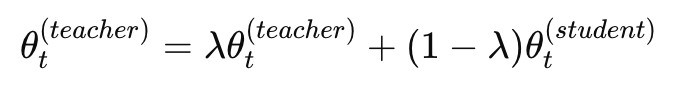 θ_t^{(teacher)} = λθ_t^{(teacher)} + (1 − λ)θ_t^{(student)}